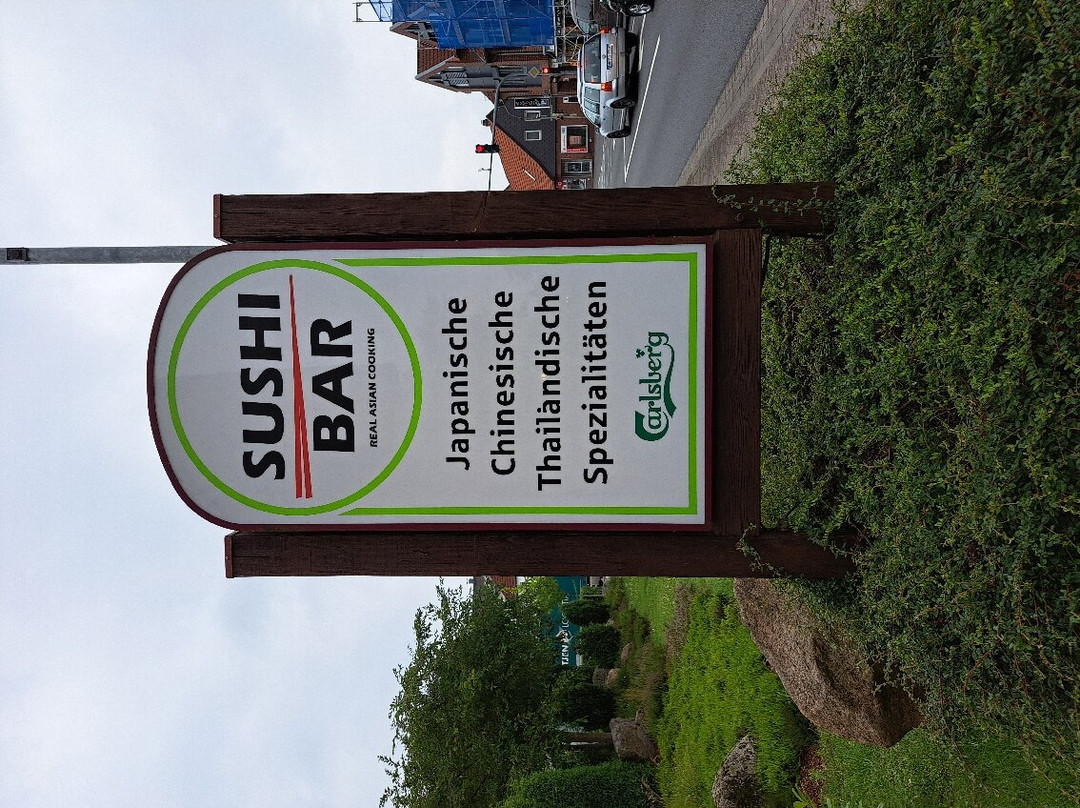 SUSHI
BAR
REAL ASIAN COOKING
Japanische
Chinesische
Thailändische
Spezialitäten
Carlsberg